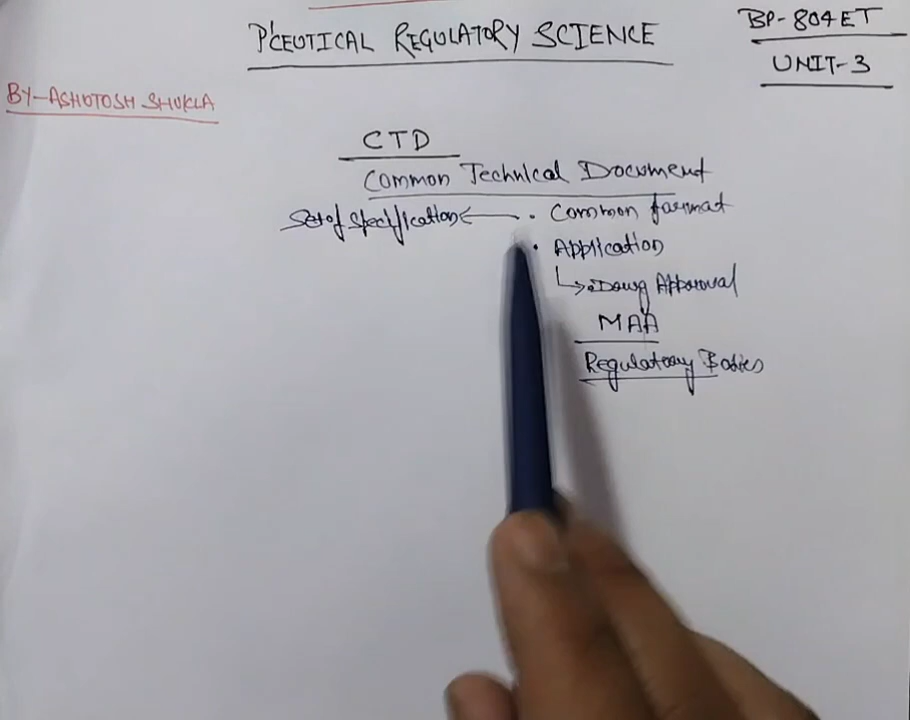 P'CEUTICAL REGULATORY SCIENCE
BP-804ET
UNIT-3
BY-ASHUTOSH SHUKLA
CTD
Common Technical Document
Set of Specification ← • Common format
• Application
↳ • Drug Approval
MAA
Regulatory Bodies